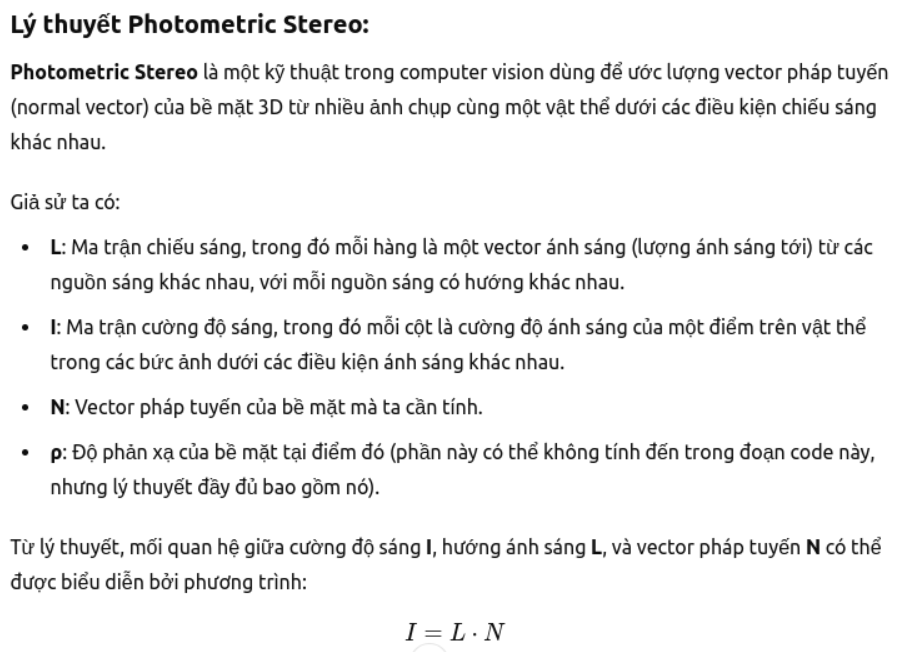 Lý thuyết Photometric Stereo:
Photometric Stereo là một kỹ thuật trong computer vision dùng để ước lượng vector pháp tuyến
(normal vector) của bề mặt 3D từ nhiều ảnh chụp cùng một vật thể dưới các điều kiện chiếu sáng
khác nhau.
Giả sử ta có:
• L: Ma trận chiếu sáng, trong đó mỗi hàng là một vector ánh sáng (lượng ánh sáng tới) từ các
nguồn sáng khác nhau, với mỗi nguồn sáng có hướng khác nhau.
• I: Ma trận cường độ sáng, trong đó mỗi cột là cường độ ánh sáng của một điểm trên vật thể
trong các bức ảnh dưới các điều kiện ánh sáng khác nhau.
• N: Vector pháp tuyến của bề mặt mà ta cần tính.
• ρ: Độ phản xạ của bề mặt tại điểm đó (phần này có thể không tính đến trong đoạn code này,
nhưng lý thuyết đầy đủ bao gồm nó).
Từ lý thuyết, mối quan hệ giữa cường độ sáng I, hướng ánh sáng L, và vector pháp tuyến N có thể
được biểu diễn bởi phương trình:
I = L · N